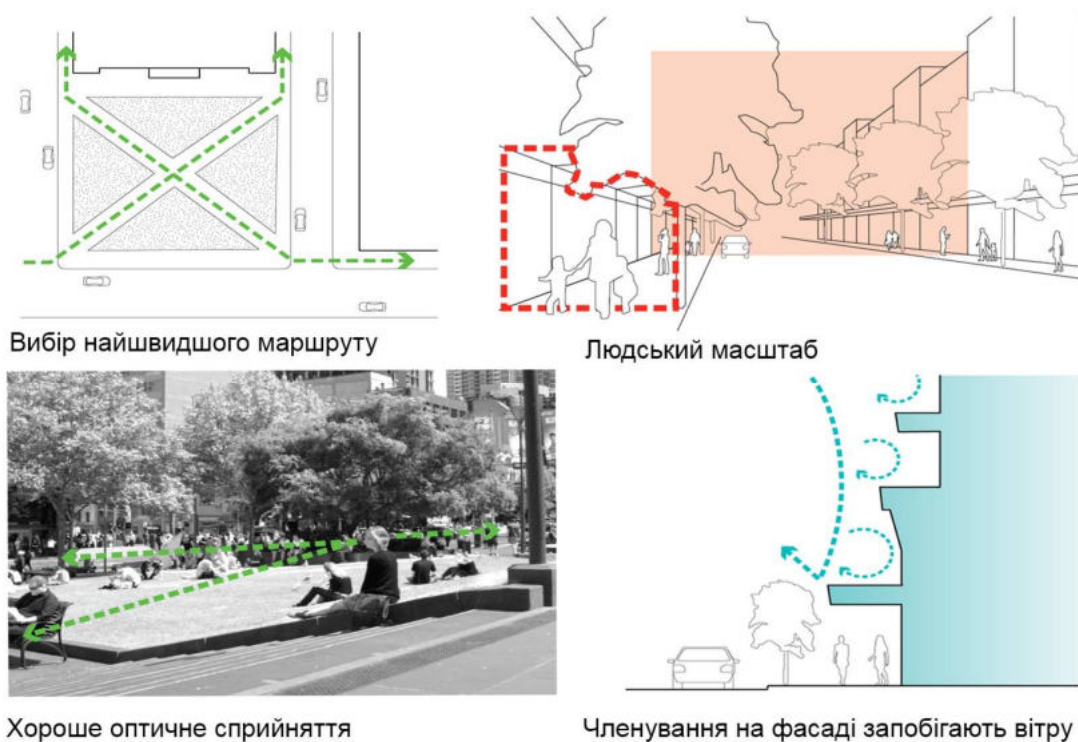 Вибір найшвидшого маршруту
Людський масштаб
Хороше оптичне сприйняття
Членування на фасаді запобігають вітру